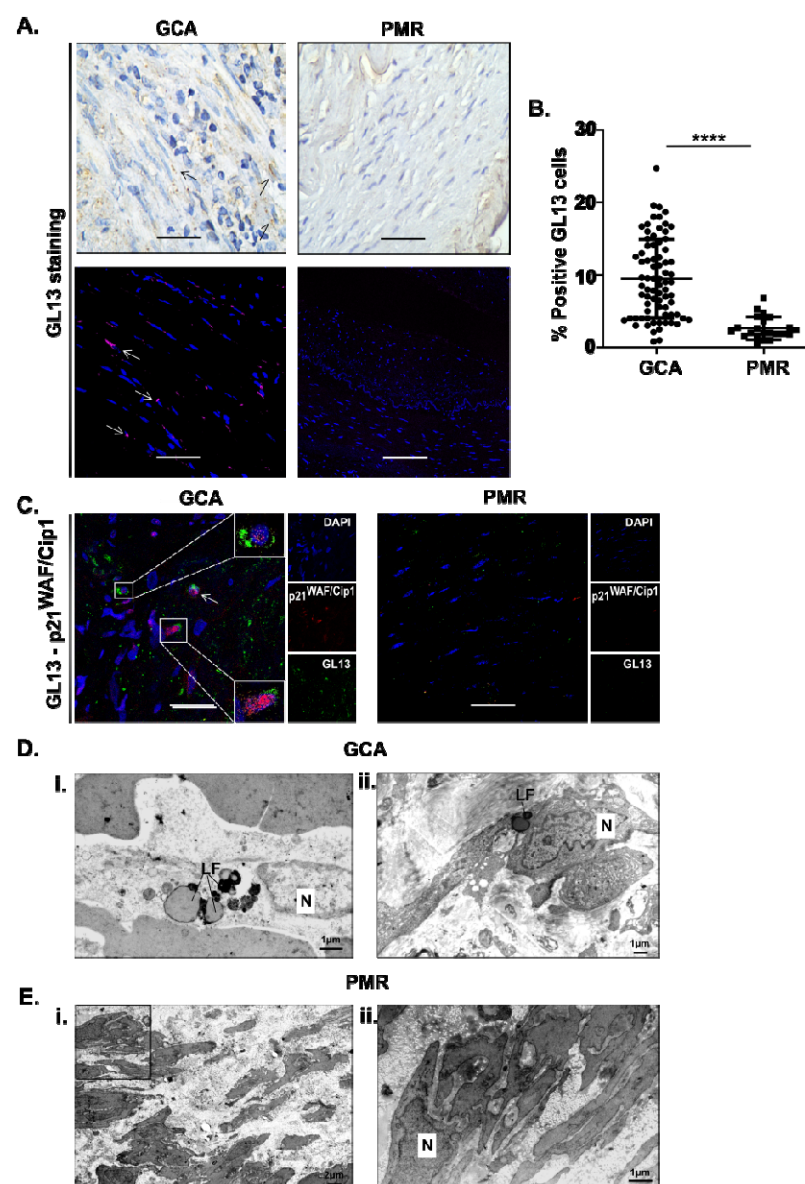 A.
GCA
PMR
GL13 staining
B.
30
20
10
0
% Positive GL13 cells
****
GCA
PMR
C.
GCA
PMR
GL13 - p21WAF/Cip1
DAPI
p21WAF/Cip1
GL13
DAPI
p21WAF/Cip1
GL13
D.
GCA
i.
LF
N
1µm
ii.
LF
N
1µm
PMR
E.
i.
2µm
ii.
N
1µm